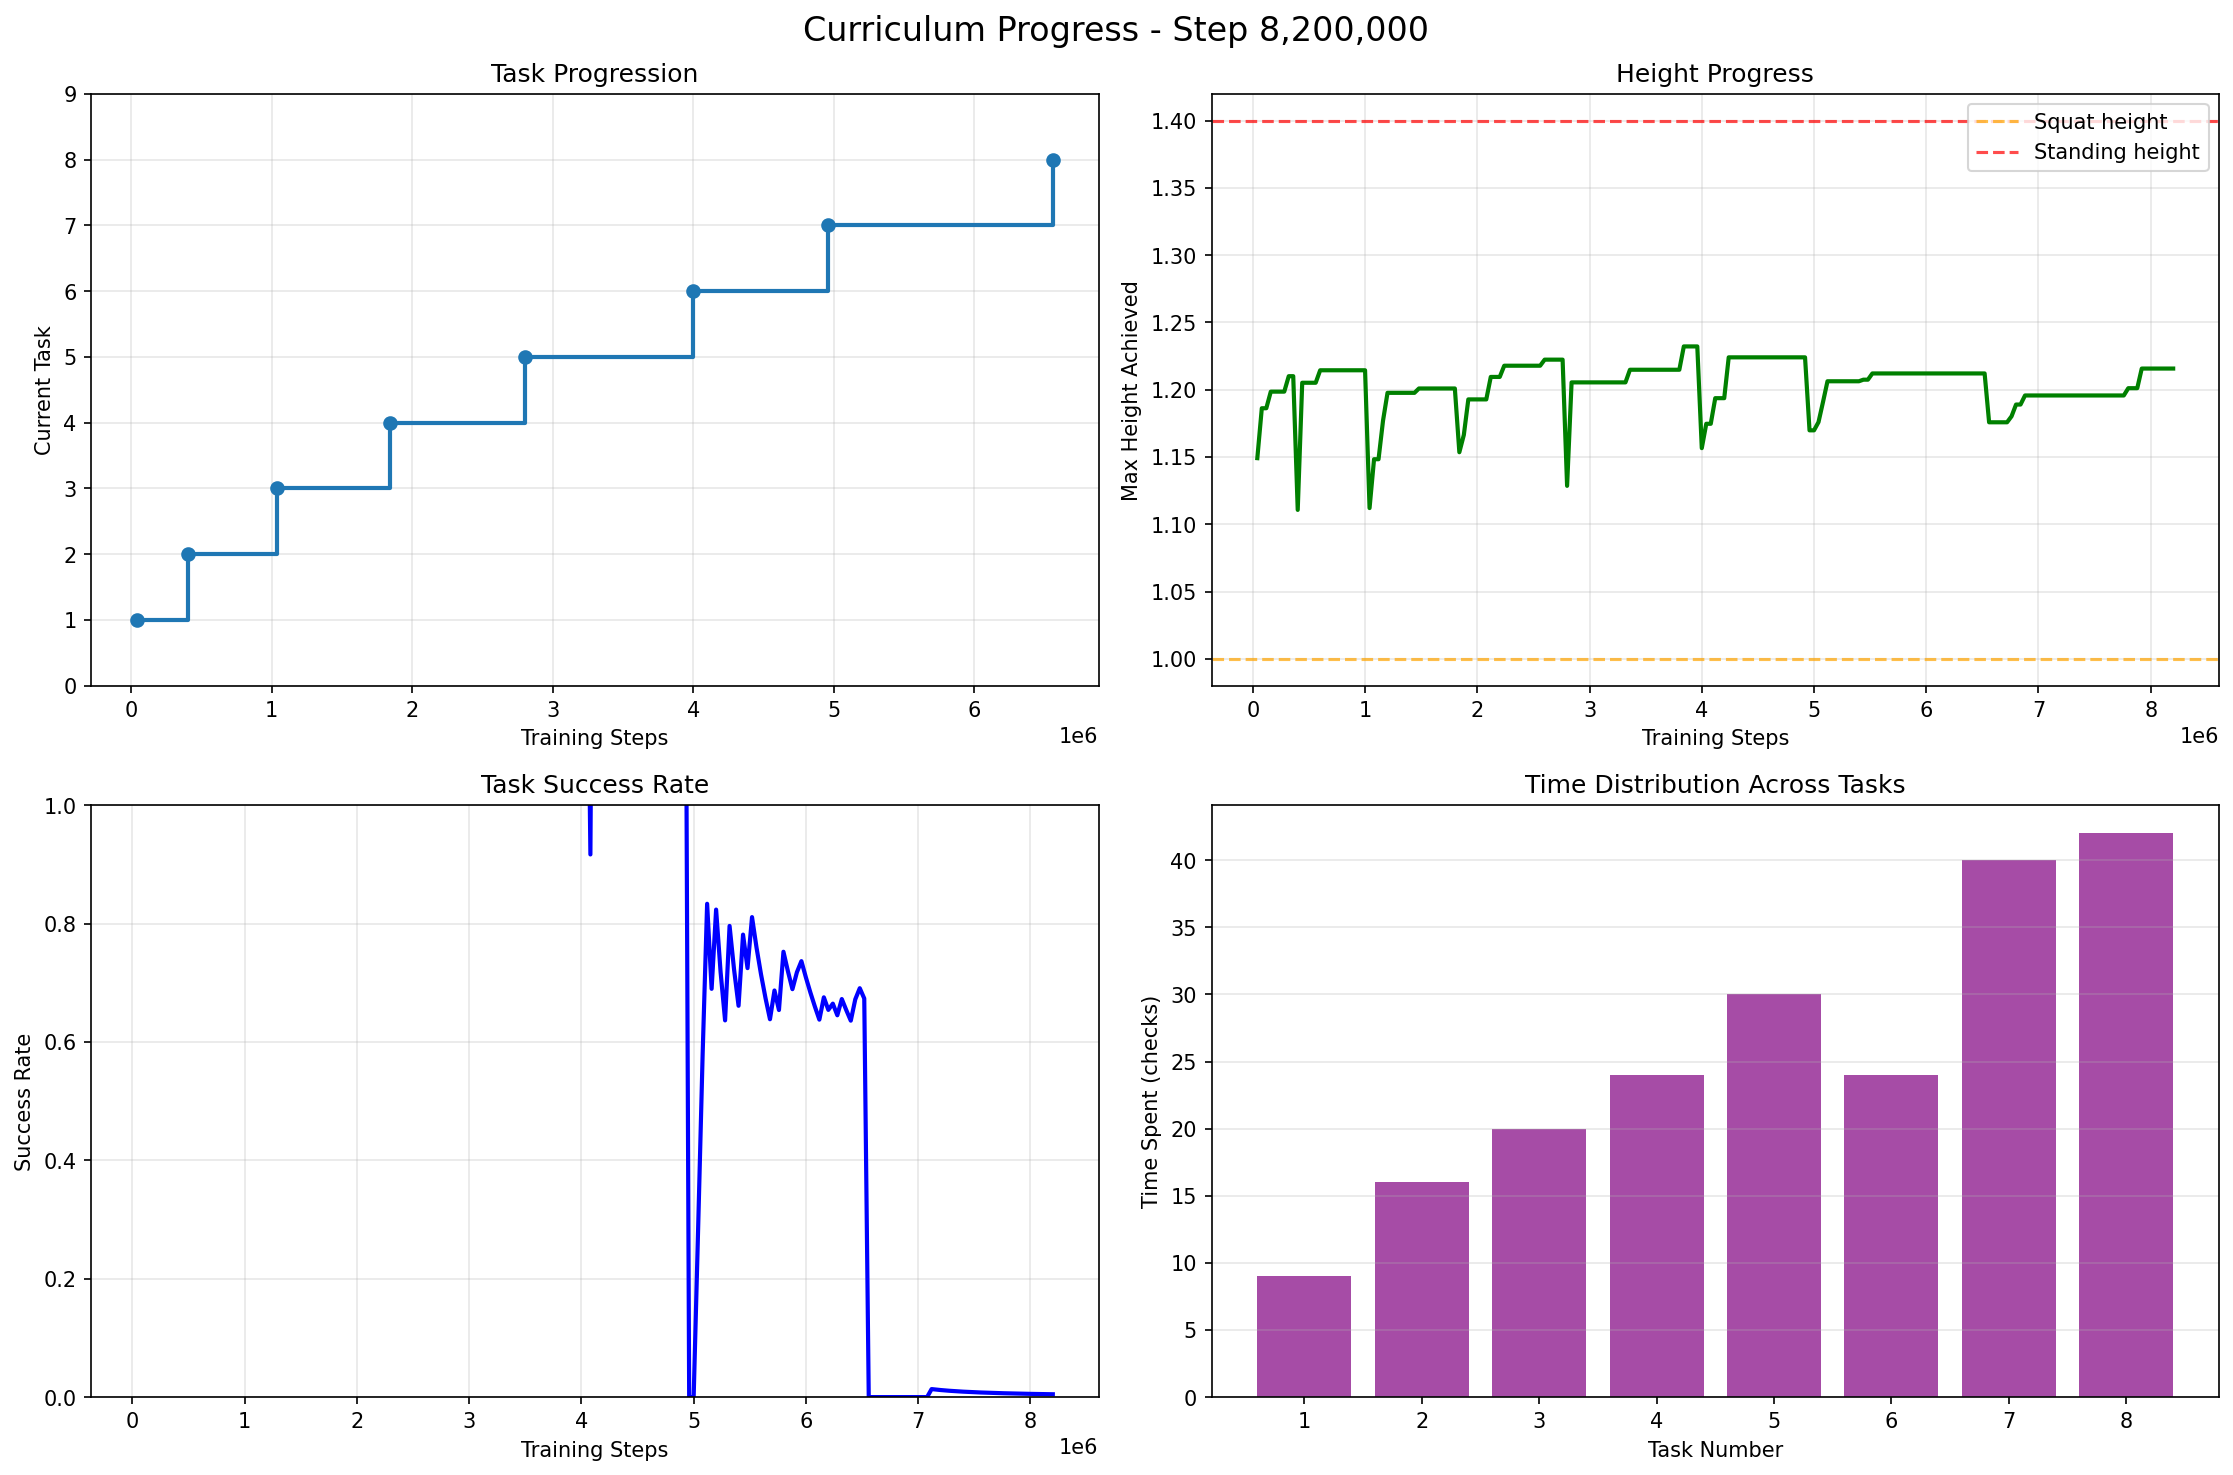 Curriculum Progress - Step 8,200,000
Task Progression
9
8
7
6
5
4
3
2
1
0
Current Task
0 1 2 3 4 5 6
1e6
Training Steps
Height Progress
Squat height
Standing height
1.40
1.35
1.30
1.25
1.20
1.15
1.10
1.05
1.00
Max Height Achieved
0 1 2 3 4 5 6 7 8
1e6
Training Steps
Task Success Rate
1.0
0.8
0.6
0.4
0.2
0.0
Success Rate
0 1 2 3 4 5 6 7 8
1e6
Training Steps
Time Distribution Across Tasks
40
35
30
25
20
15
10
5
0
Time Spent (checks)
1 2 3 4 5 6 7 8
Task Number